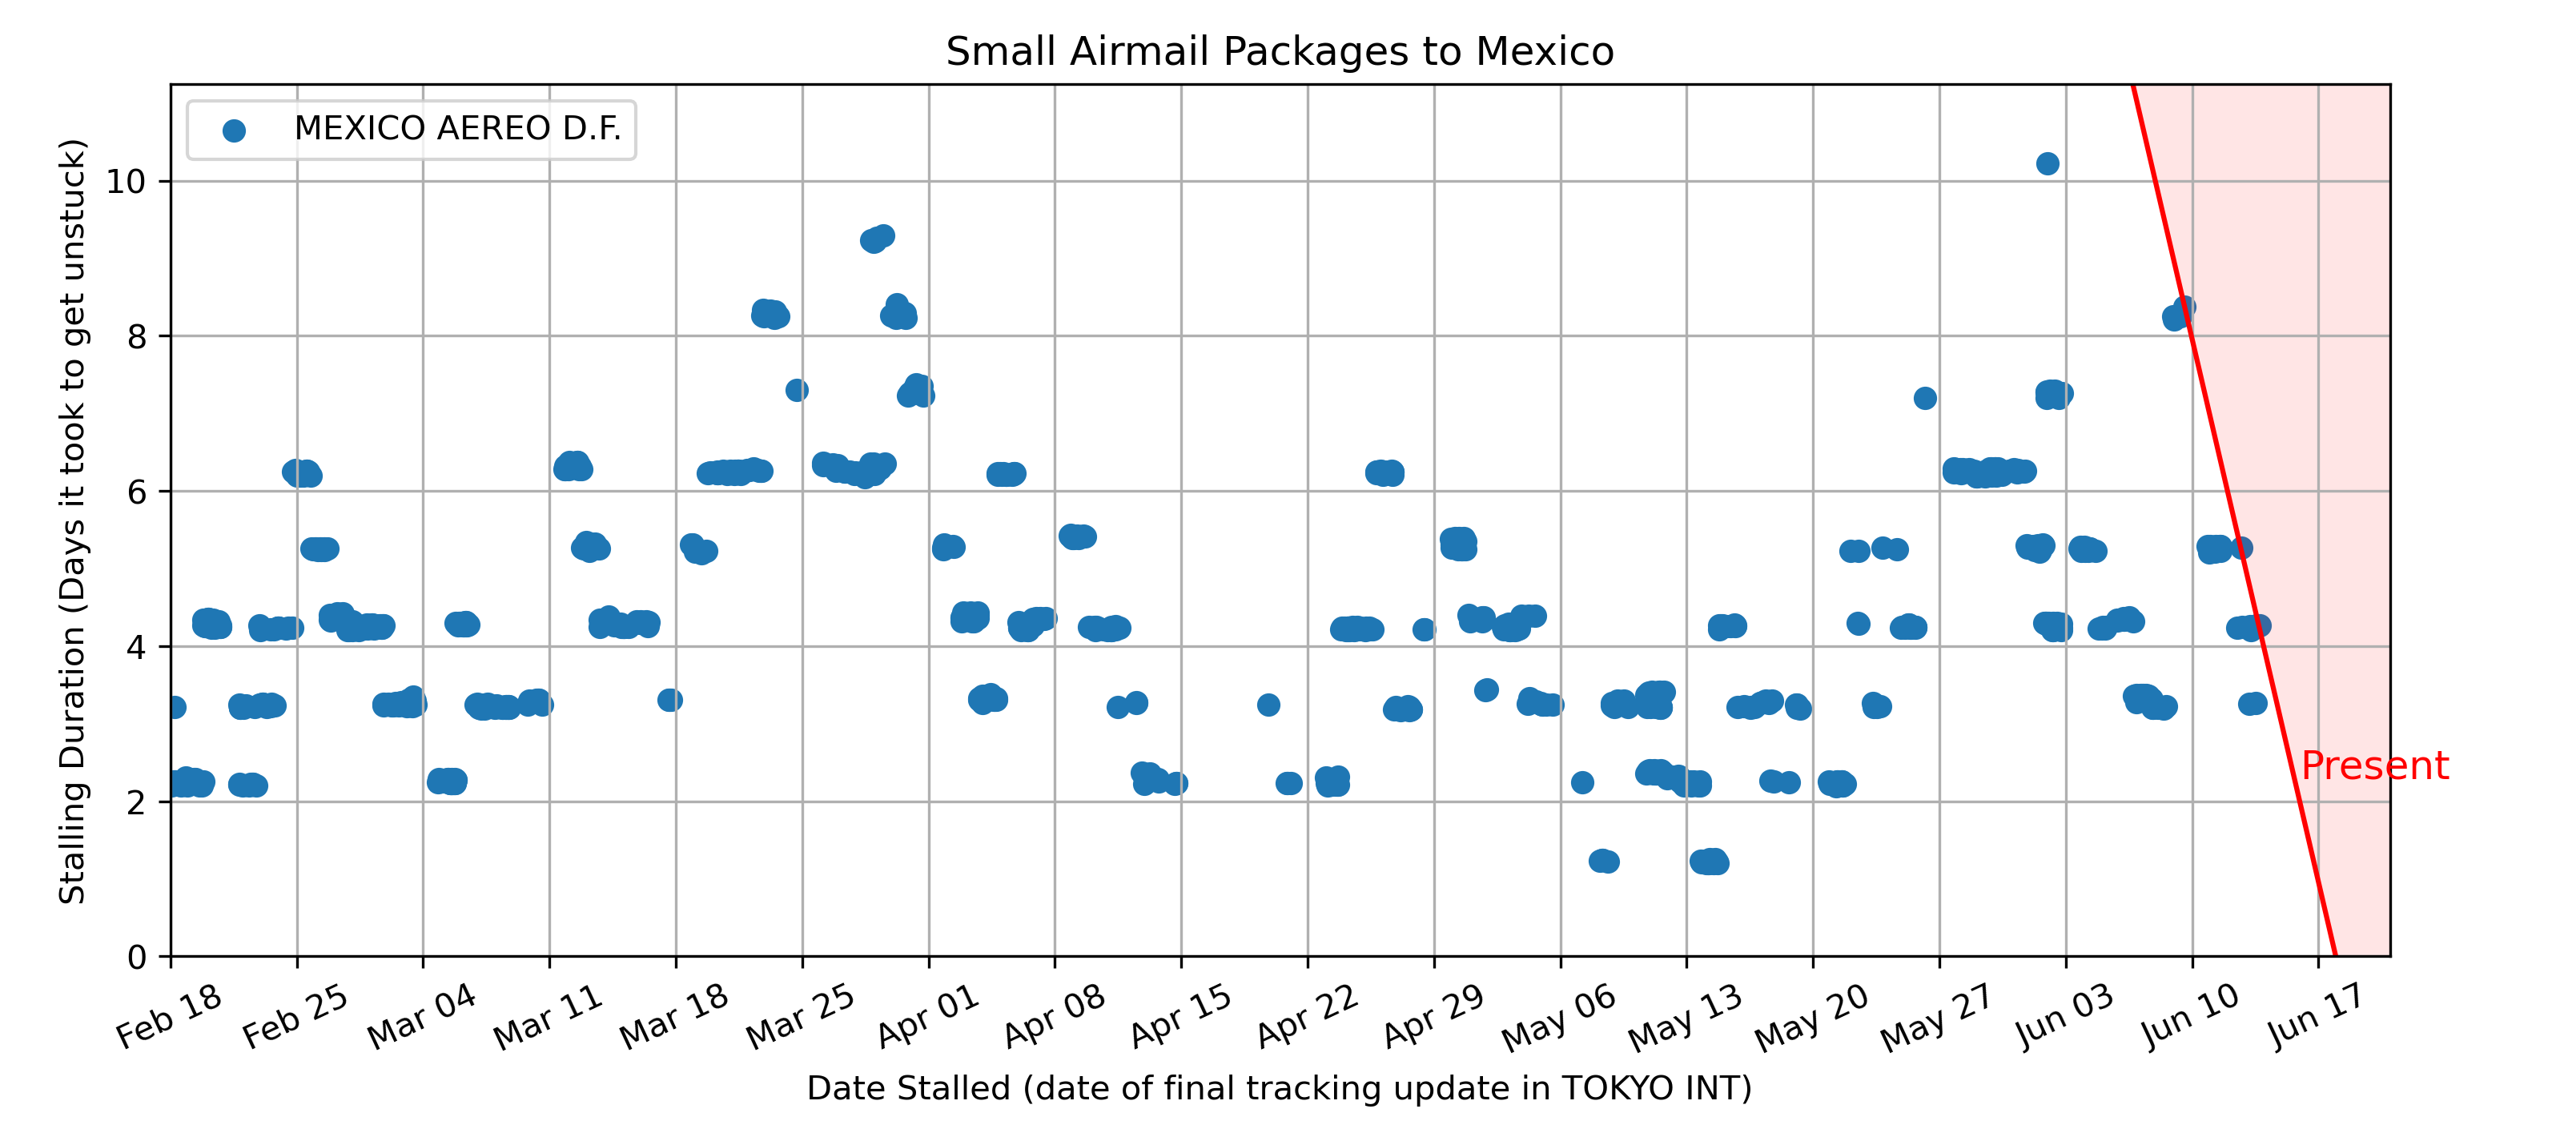 Small Airmail Packages to Mexico
MEXICO AEREO D.F.
Stalling Duration (Days it took to get unstuck)
10
8
6
4
2
0
Present
Feb 18
Feb 25
Mar 04
Mar 11
Mar 18
Mar 25
Apr 01
Apr 08
Apr 15
Apr 22
Apr 29
May 06
May 13
May 20
May 27
Jun 03
Jun 10
Jun 17
Date Stalled (date of final tracking update in TOKYO INT)